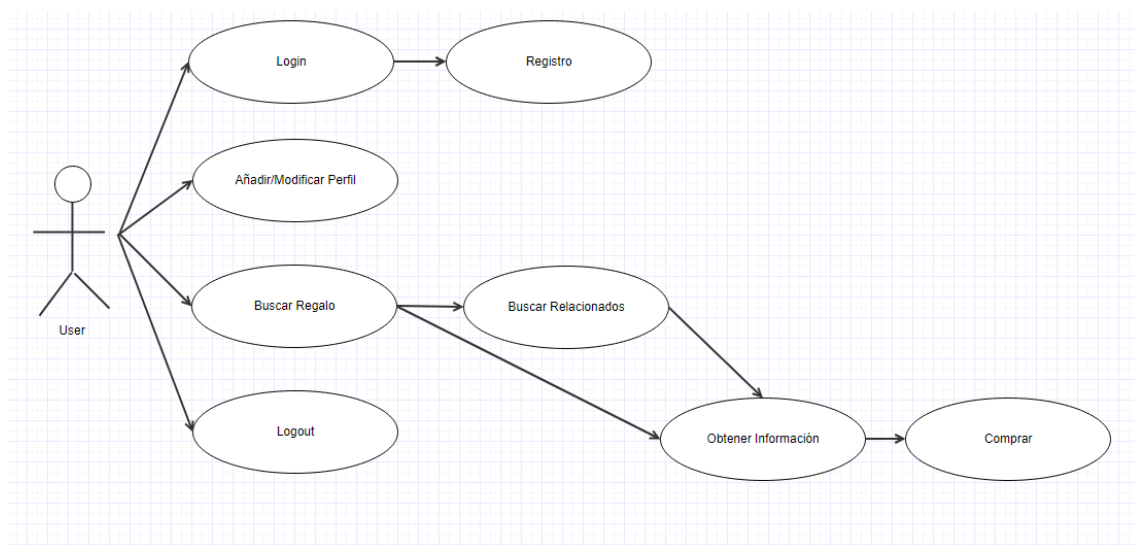 Login
Registro
Añadir/Modificar Perfil
Buscar Regalo
Buscar Relacionados
User
Logout
Obtener Información
Comprar